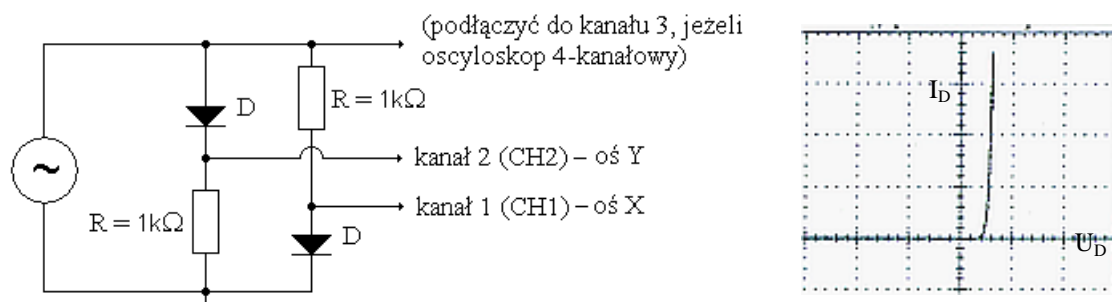 (podłączyć do kanału 3, jeżeli
oscyloskop 4-kanałowy)
D
R = 1kΩ
~
kanał 2 (CH2) – oś Y
kanał 1 (CH1) – oś X
R = 1kΩ
D
I_D
U_D